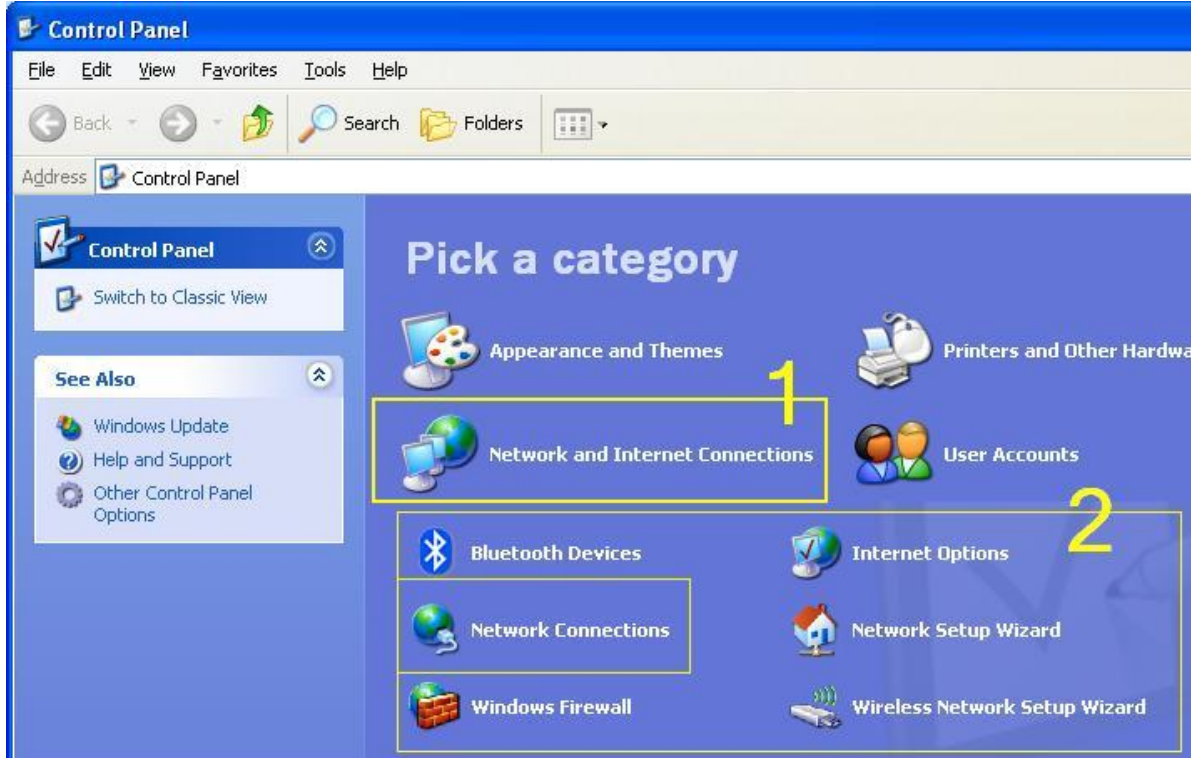 Control Panel
File Edit View Favorites Tools Help
Back Search Folders
Address Control Panel
Control Panel
Switch to Classic View
See Also
Windows Update
Help and Support
Other Control Panel
Options
Pick a category
Appearance and Themes
Printers and Other Hardwa
1
Network and Internet Connections
User Accounts
2
Bluetooth Devices
Internet Options
Network Connections
Network Setup Wizard
Windows Firewall
Wireless Network Setup Wizard